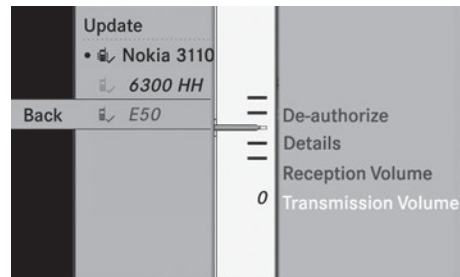 Update
• Nokia 3110
6300 HH
Back
E50
De-authorize
Details
Reception Volume
0
Transmission Volume